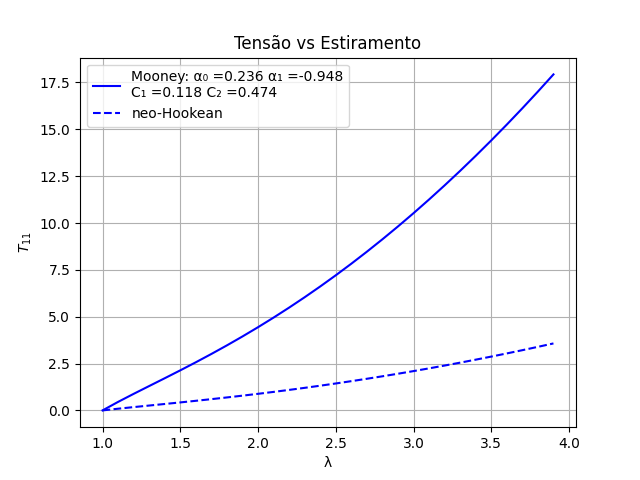 Tensão vs Estiramento
Mooney: α₀ =0.236 α₁ =-0.948
C₁ =0.118 C₂ =0.474
neo-Hookean
17.5
15.0
12.5
10.0
7.5
5.0
2.5
0.0
T₁₁
1.0 1.5 2.0 2.5 3.0 3.5 4.0
λ